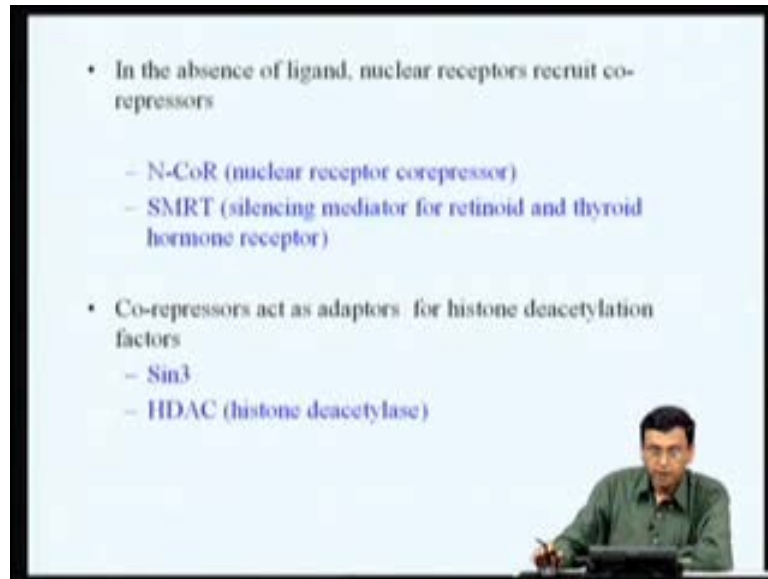 • In the absence of ligand, nuclear receptors recruit co-
repressors
– N-CoR (nuclear receptor corepressor)
– SMRT (silencing mediator for retinoid and thyroid
hormone receptor)
• Co-repressors act as adaptors for histone deacetylation
factors
– Sin3
– HDAC (histone deacetylase)